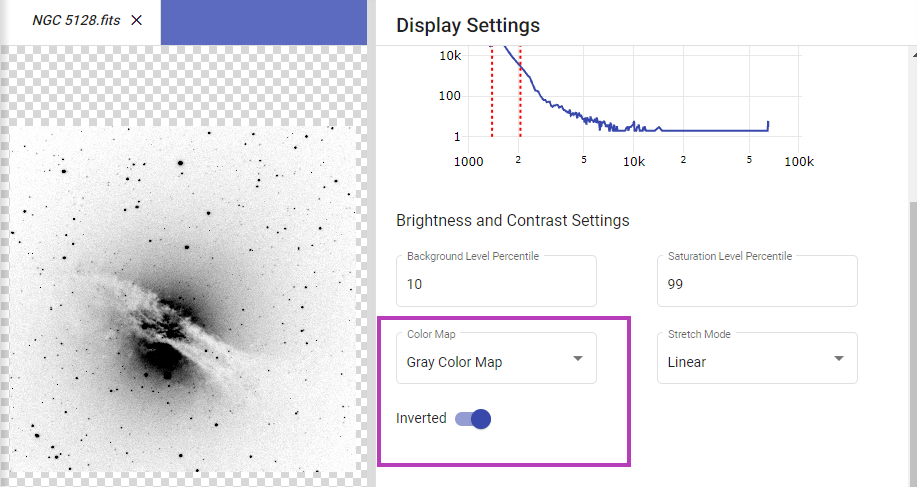 NGC 5128.fits
Display Settings
10k
100
1
1000 2 5 10k 2 5 100k
Brightness and Contrast Settings
Background Level Percentile Saturation Level Percentile
10 99
Color Map Stretch Mode
Gray Color Map Linear
Inverted